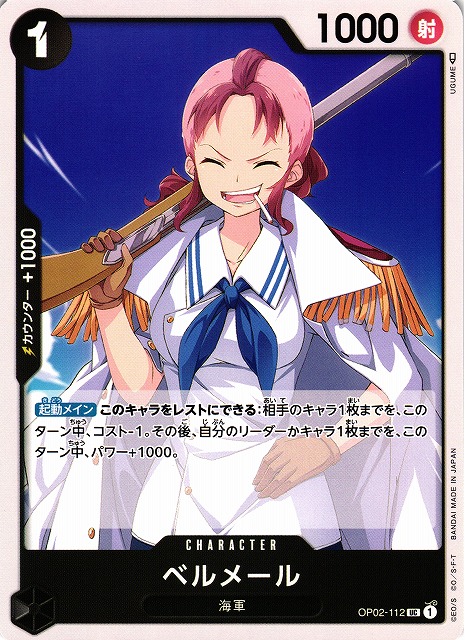 1
1000
射
UGUME
カウンター +1000
起動メイン このキャラをレストにできる:相手のキャラ1枚までを、この
ターン中、コスト-1。その後、自分のリーダーかキャラ1枚までを、この
ターン中、パワー+1000。
BANDAI MADE IN JAPAN
©E.O/S ©O/S・F・T
CHARACTER
ベルメール
海軍
OP02-112 UC 1